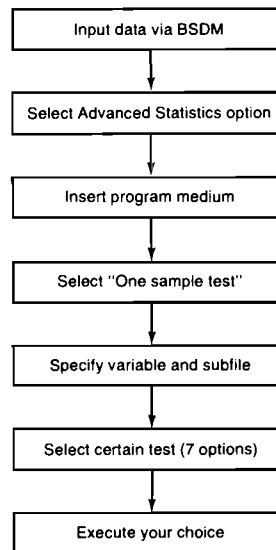 Input data via BSDM
Select Advanced Statistics option
Insert program medium
Select "One sample test"
Specify variable and subfile
Select certain test (7 options)
Execute your choice